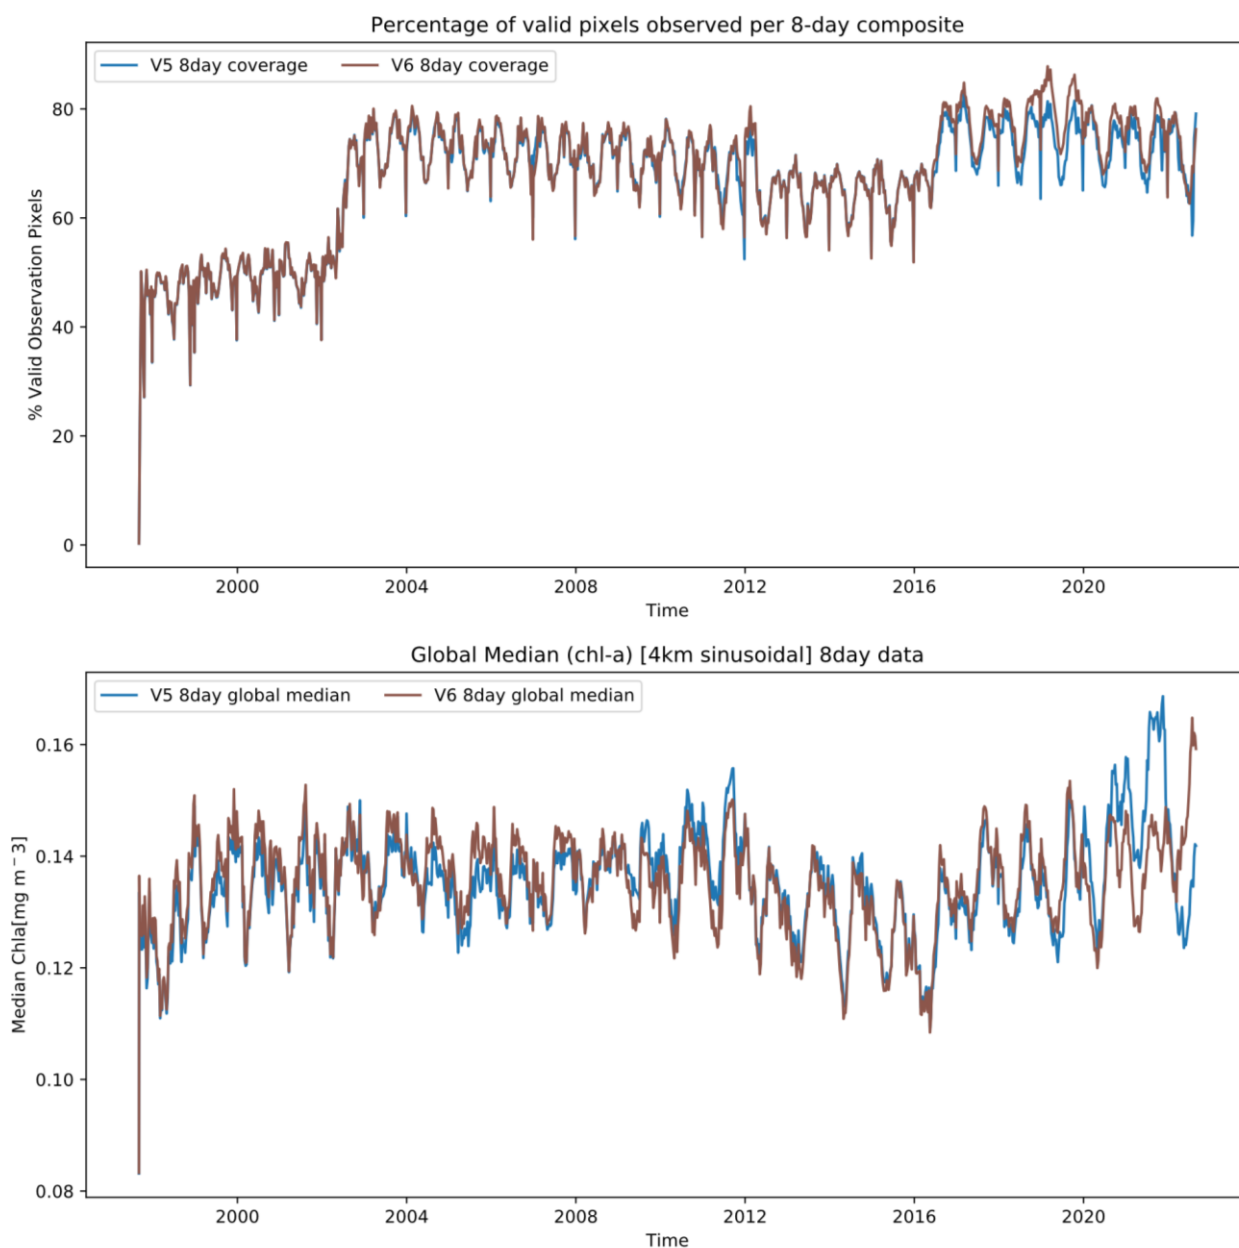 Percentage of valid pixels observed per 8-day composite
V5 8day coverage V6 8day coverage
80
60
40
20
0
% Valid Observation Pixels
2000 2004 2008 2012 2016 2020
Time
Global Median (chl-a) [4km sinusoidal] 8day data
V5 8day global median V6 8day global median
0.16
0.14
0.12
0.10
0.08
Median Chla[mg m⁻3]
2000 2004 2008 2012 2016 2020
Time